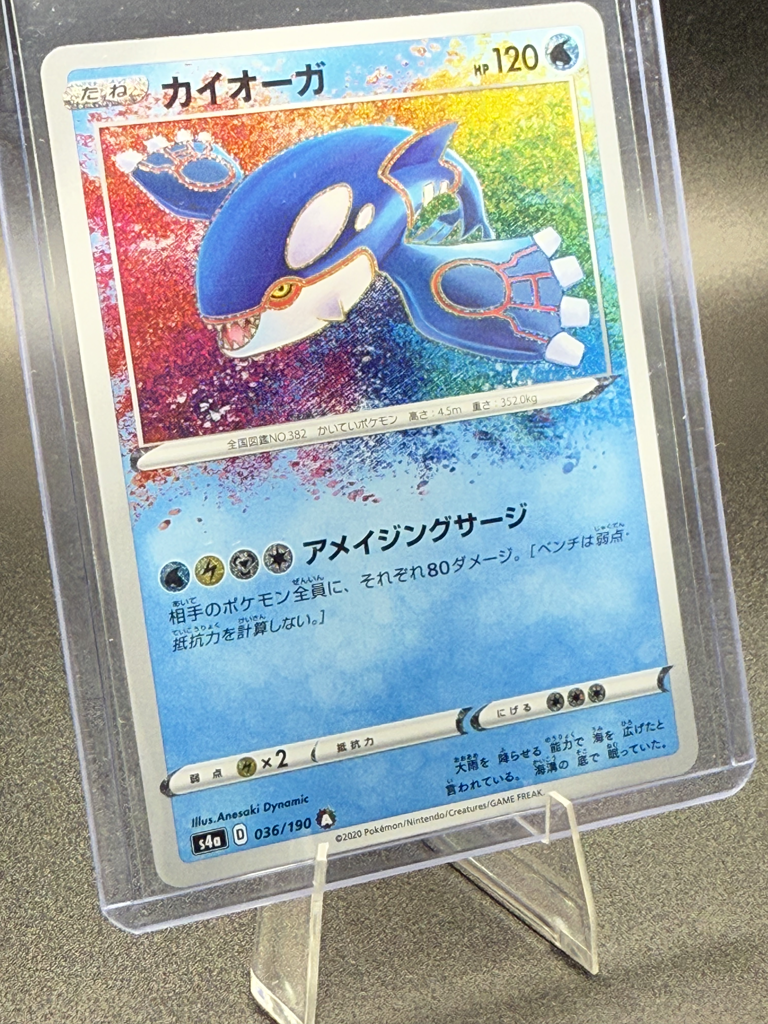 たね カイオーガ HP 120
全国図鑑NO.382 かいていポケモン 高さ：4.5m 重さ：352.0kg
アメイジングサージ
相手のポケモン全員に、それぞれ80ダメージ。[ベンチは弱点・
抵抗力を計算しない。]
弱点 ×2 抵抗力 にげる
大雨を 降らせる 能力で 海を 広げたと
言われている。 海溝の 底で 眠っていた。
Illus. Anesaki Dynamic
s4a D 036/190 A
©2020 Pokémon/Nintendo/Creatures/GAME FREAK.